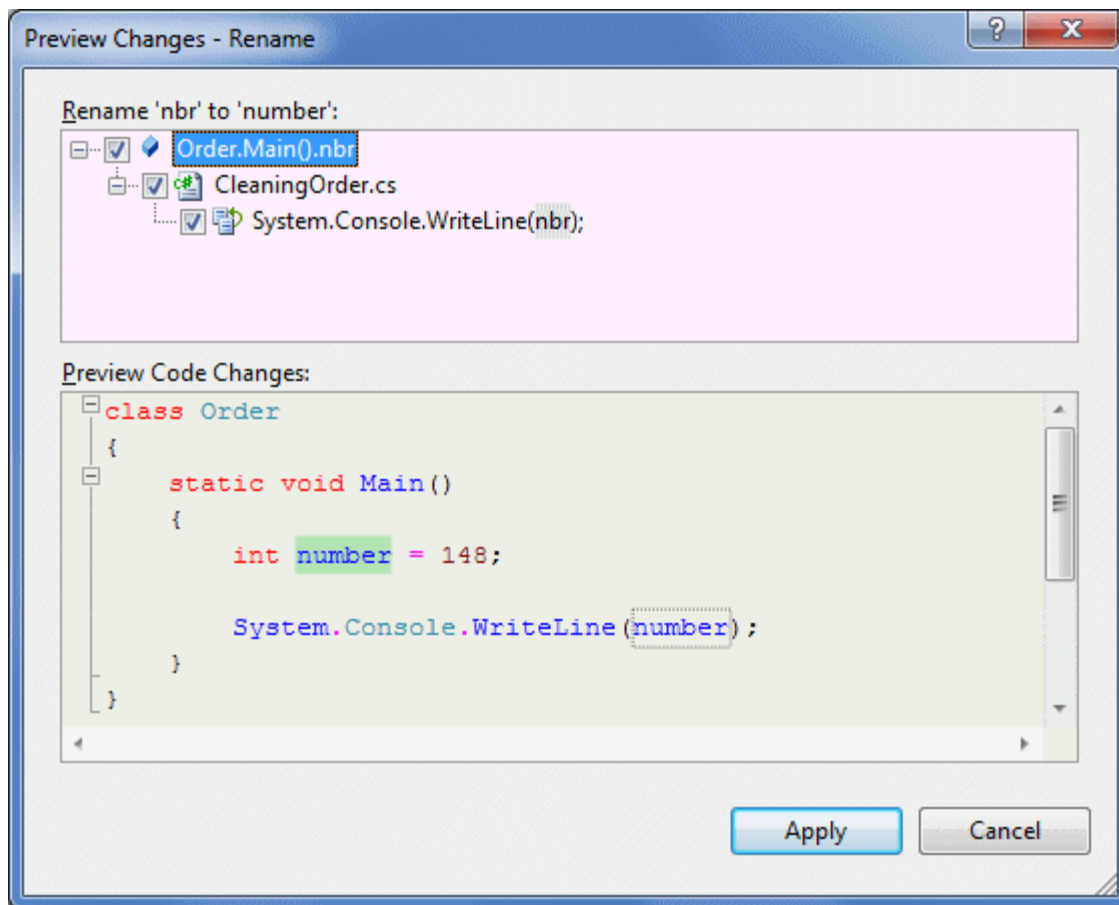 Preview Changes - Rename
Rename 'nbr' to 'number':
Order.Main().nbr
CleaningOrder.cs
System.Console.WriteLine(nbr);
Preview Code Changes:
class Order
{
static void Main()
{
int number = 148;
System.Console.WriteLine(number);
}
}
Apply Cancel